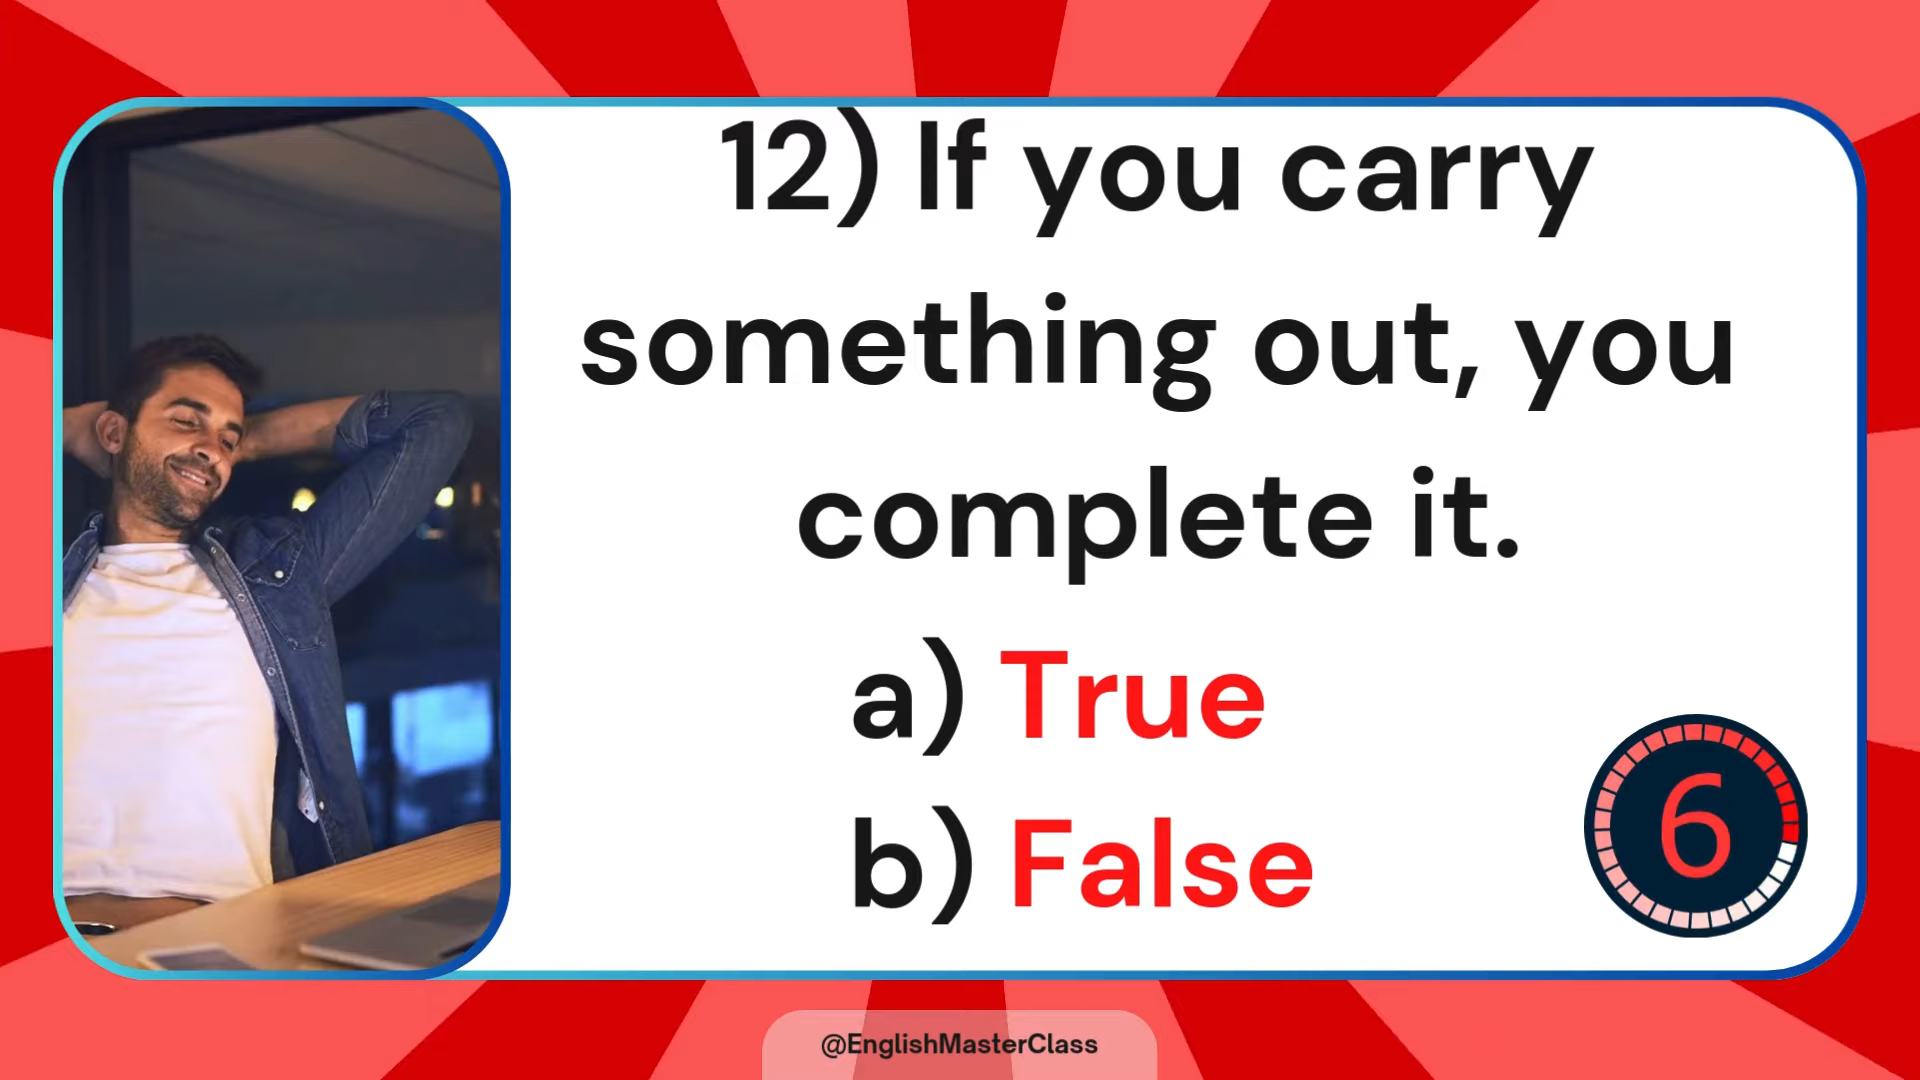 12) If you carry
something out, you
complete it.
a) True
b) False
6
@EnglishMasterClass